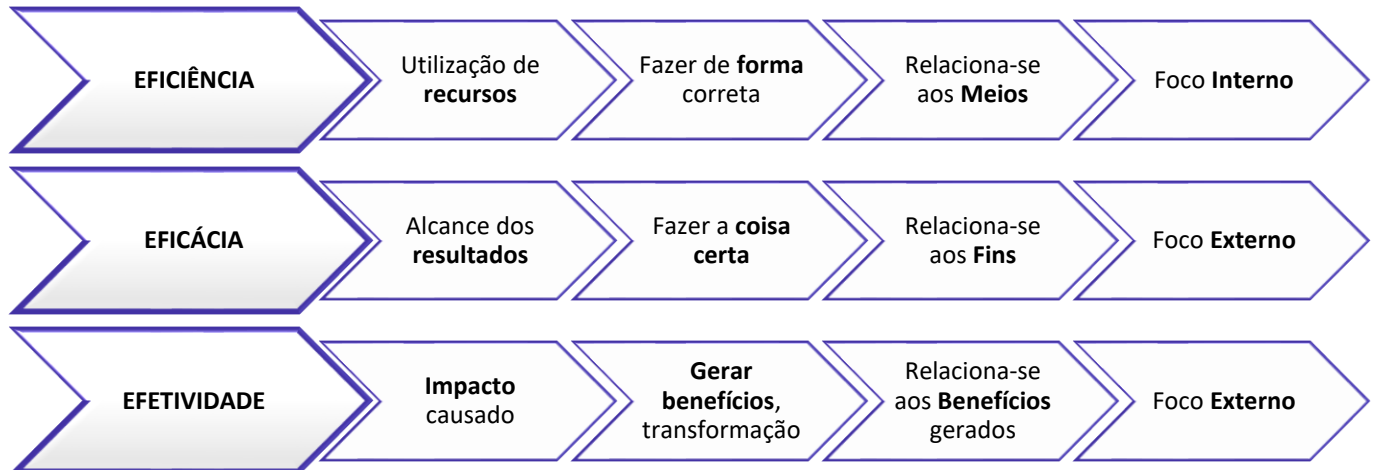 EFICIÊNCIA
Utilização de
recursos
Fazer de forma
correta
Relaciona-se
aos Meios
Foco Interno
EFICÁCIA
Alcance dos
resultados
Fazer a coisa
certa
Relaciona-se
aos Fins
Foco Externo
EFETIVIDADE
Impacto
causado
Gerar
benefícios,
transformação
Relaciona-se
aos Benefícios
gerados
Foco Externo